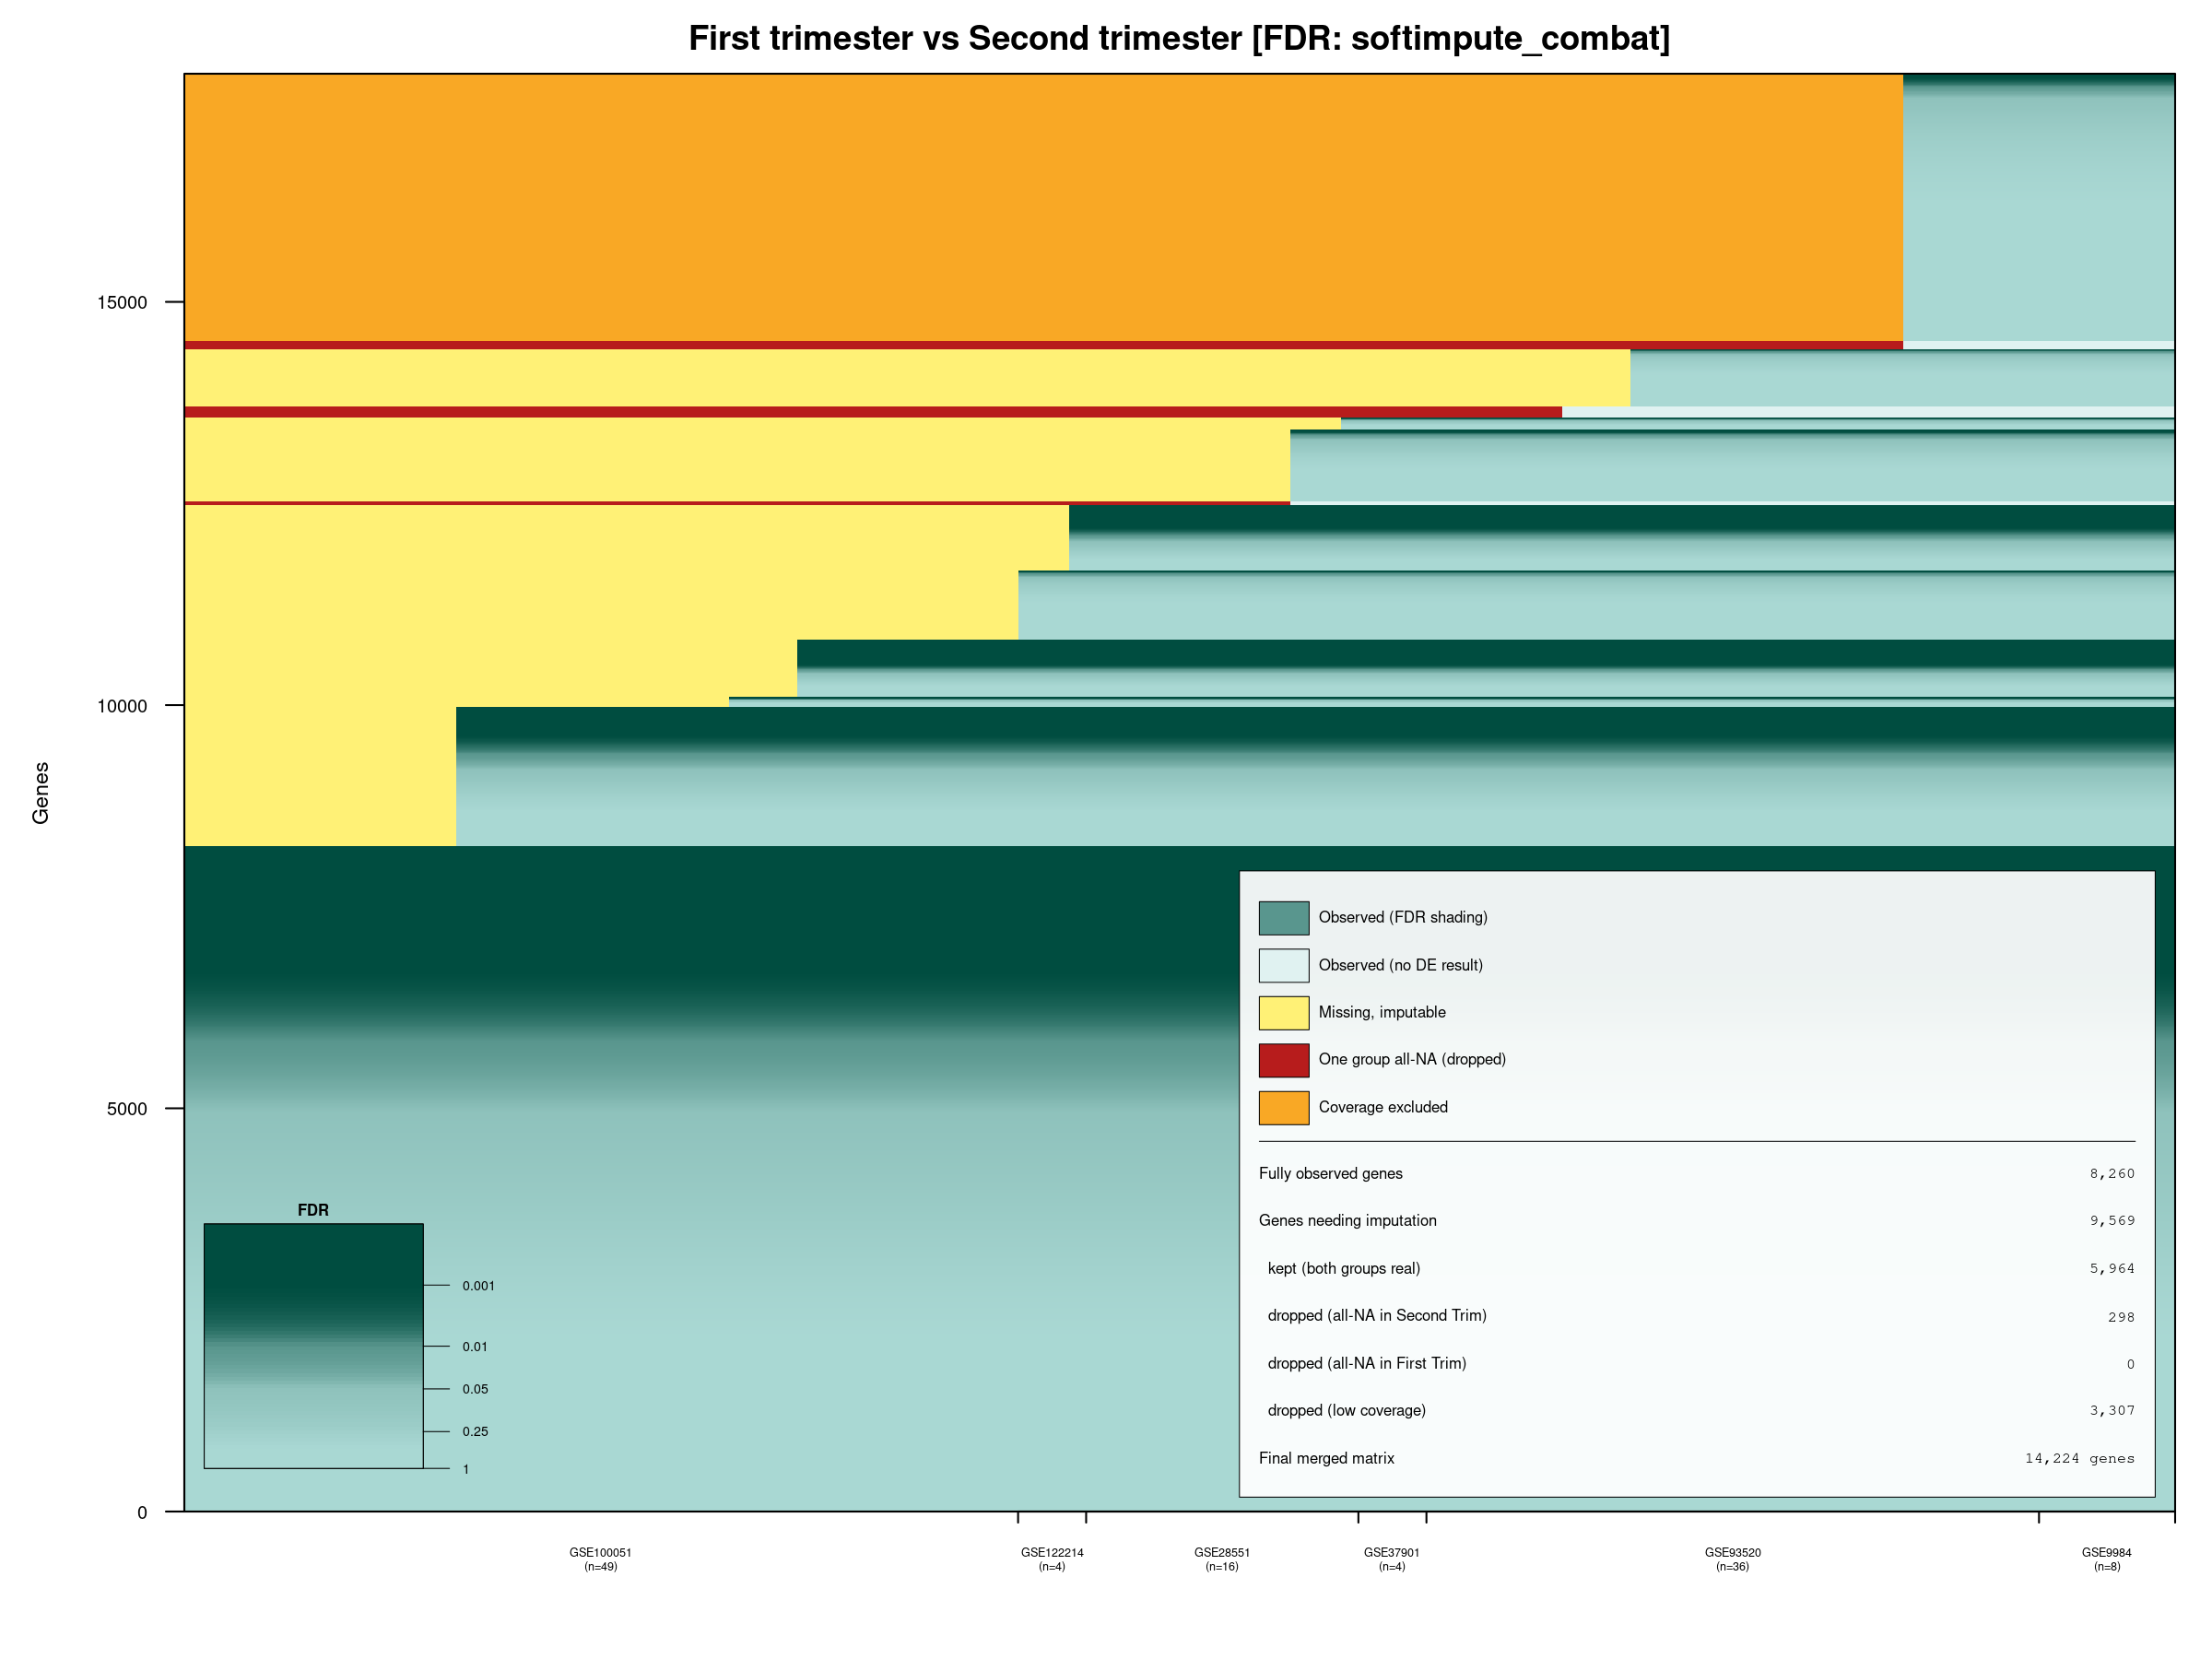 First trimester vs Second trimester [FDR: softimpute_combat]
15000
10000
5000
0
Genes
Observed (FDR shading)
Observed (no DE result)
Missing, imputable
One group all-NA (dropped)
Coverage excluded
Fully observed genes 8,260
Genes needing imputation 9,569
kept (both groups real) 5,964
dropped (all-NA in Second Trim) 298
dropped (all-NA in First Trim) 0
dropped (low coverage) 3,307
Final merged matrix 14,224 genes
FDR
0.001
0.01
0.05
0.25
1
GSE100051
(n=49)
GSE122214
(n=4)
GSE28551
(n=16)
GSE37901
(n=4)
GSE93520
(n=36)
GSE9984
(n=8)